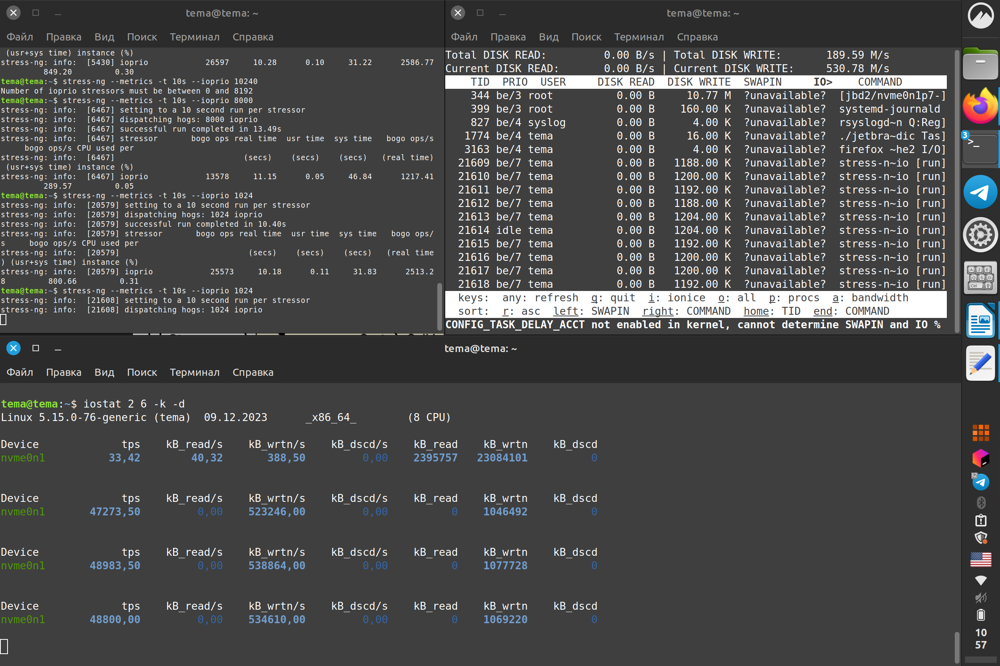 tema@tema: ~
Файл Правка Вид Поиск Терминал Справка
(usr+sys time) instance (%)
stress-ng: info: [5430] ioprio 26597 10.28 0.10 31.22 2586.77
849.20 0.30
tema@tema:~$ stress-ng --metrics -t 10s --ioprio 10240
Number of ioprio stressors must be between 0 and 8192
tema@tema:~$ stress-ng --metrics -t 10s --ioprio 8000
stress-ng: info: [6467] setting to a 10 second run per stressor
stress-ng: info: [6467] dispatching hogs: 8000 ioprio
stress-ng: info: [6467] successful run completed in 13.49s
stress-ng: info: [6467] stressor bogo ops real time usr time sys time bogo ops/s
bogo ops/s CPU used per
stress-ng: info: [6467] (secs) (secs) (secs) (real time)
(usr+sys time) instance (%)
stress-ng: info: [6467] ioprio 13578 11.15 0.05 46.84 1217.41
289.57 0.05
tema@tema:~$ stress-ng --metrics -t 10s --ioprio 1024
stress-ng: info: [20579] setting to a 10 second run per stressor
stress-ng: info: [20579] dispatching hogs: 1024 ioprio
stress-ng: info: [20579] successful run completed in 10.40s
stress-ng: info: [20579] stressor bogo ops real time usr time sys time bogo ops/
s bogo ops/s CPU used per
stress-ng: info: [20579] (secs) (secs) (secs) (real time
) (usr+sys time) instance (%)
stress-ng: info: [20579] ioprio 25573 10.18 0.11 31.83 2513.2
8 800.66 0.31
tema@tema:~$ stress-ng --metrics -t 10s --ioprio 1024
stress-ng: info: [21608] setting to a 10 second run per stressor
stress-ng: info: [21608] dispatching hogs: 1024 ioprio
tema@tema: ~
Файл Правка Вид Поиск Терминал Справка
Total DISK READ: 0.00 B/s | Total DISK WRITE: 189.59 M/s
Current DISK READ: 0.00 B/s | Current DISK WRITE: 530.78 M/s
TID PRIO USER DISK READ DISK WRITE SWAPIN IO> COMMAND
344 be/3 root 0.00 B 10.77 M ?unavailable? [jbd2/nvme0n1p7-]
399 be/3 root 0.00 B 160.00 K ?unavailable? systemd-journald
827 be/4 syslog 0.00 B 4.00 K ?unavailable? rsyslogd~n Q:Reg]
1774 be/4 tema 0.00 B 16.00 K ?unavailable? ./jetbra~dic Tas]
3163 be/4 tema 0.00 B 4.00 K ?unavailable? firefox ~he2 I/O]
21609 be/7 tema 0.00 B 1188.00 K ?unavailable? stress-n~io [run]
21610 be/7 tema 0.00 B 1200.00 K ?unavailable? stress-n~io [run]
21611 be/7 tema 0.00 B 1192.00 K ?unavailable? stress-n~io [run]
21612 be/7 tema 0.00 B 1188.00 K ?unavailable? stress-n~io [run]
21613 be/7 tema 0.00 B 1204.00 K ?unavailable? stress-n~io [run]
21614 idle tema 0.00 B 1204.00 K ?unavailable? stress-n~io [run]
21615 be/7 tema 0.00 B 1192.00 K ?unavailable? stress-n~io [run]
21616 be/7 tema 0.00 B 1200.00 K ?unavailable? stress-n~io [run]
21617 be/7 tema 0.00 B 1200.00 K ?unavailable? stress-n~io [run]
21618 be/7 tema 0.00 B 1192.00 K ?unavailable? stress-n~io [run]
keys: any: refresh q: quit i: ionice o: all p: procs a: bandwidth
sort: r: asc left: SWAPIN right: COMMAND home: TID end: COMMAND
CONFIG_TASK_DELAY_ACCT not enabled in kernel, cannot determine SWAPIN and IO %
tema@tema: ~
Файл Правка Вид Поиск Терминал Справка
tema@tema:~$ iostat 2 6 -k -d
Linux 5.15.0-76-generic (tema) 09.12.2023 _x86_64_ (8 CPU)
Device tps kB_read/s kB_wrtn/s kB_dscd/s kB_read kB_wrtn kB_dscd
nvme0n1 33,42 40,32 388,50 0,00 2395757 23084101 0
Device tps kB_read/s kB_wrtn/s kB_dscd/s kB_read kB_wrtn kB_dscd
nvme0n1 47273,50 0,00 523246,00 0,00 0 1046492 0
Device tps kB_read/s kB_wrtn/s kB_dscd/s kB_read kB_wrtn kB_dscd
nvme0n1 48983,50 0,00 538864,00 0,00 0 1077728 0
Device tps kB_read/s kB_wrtn/s kB_dscd/s kB_read kB_wrtn kB_dscd
nvme0n1 48800,00 0,00 534610,00 0,00 0 1069220 0
3
>_
A Z E
Q S D
Ctrl
32
10
57